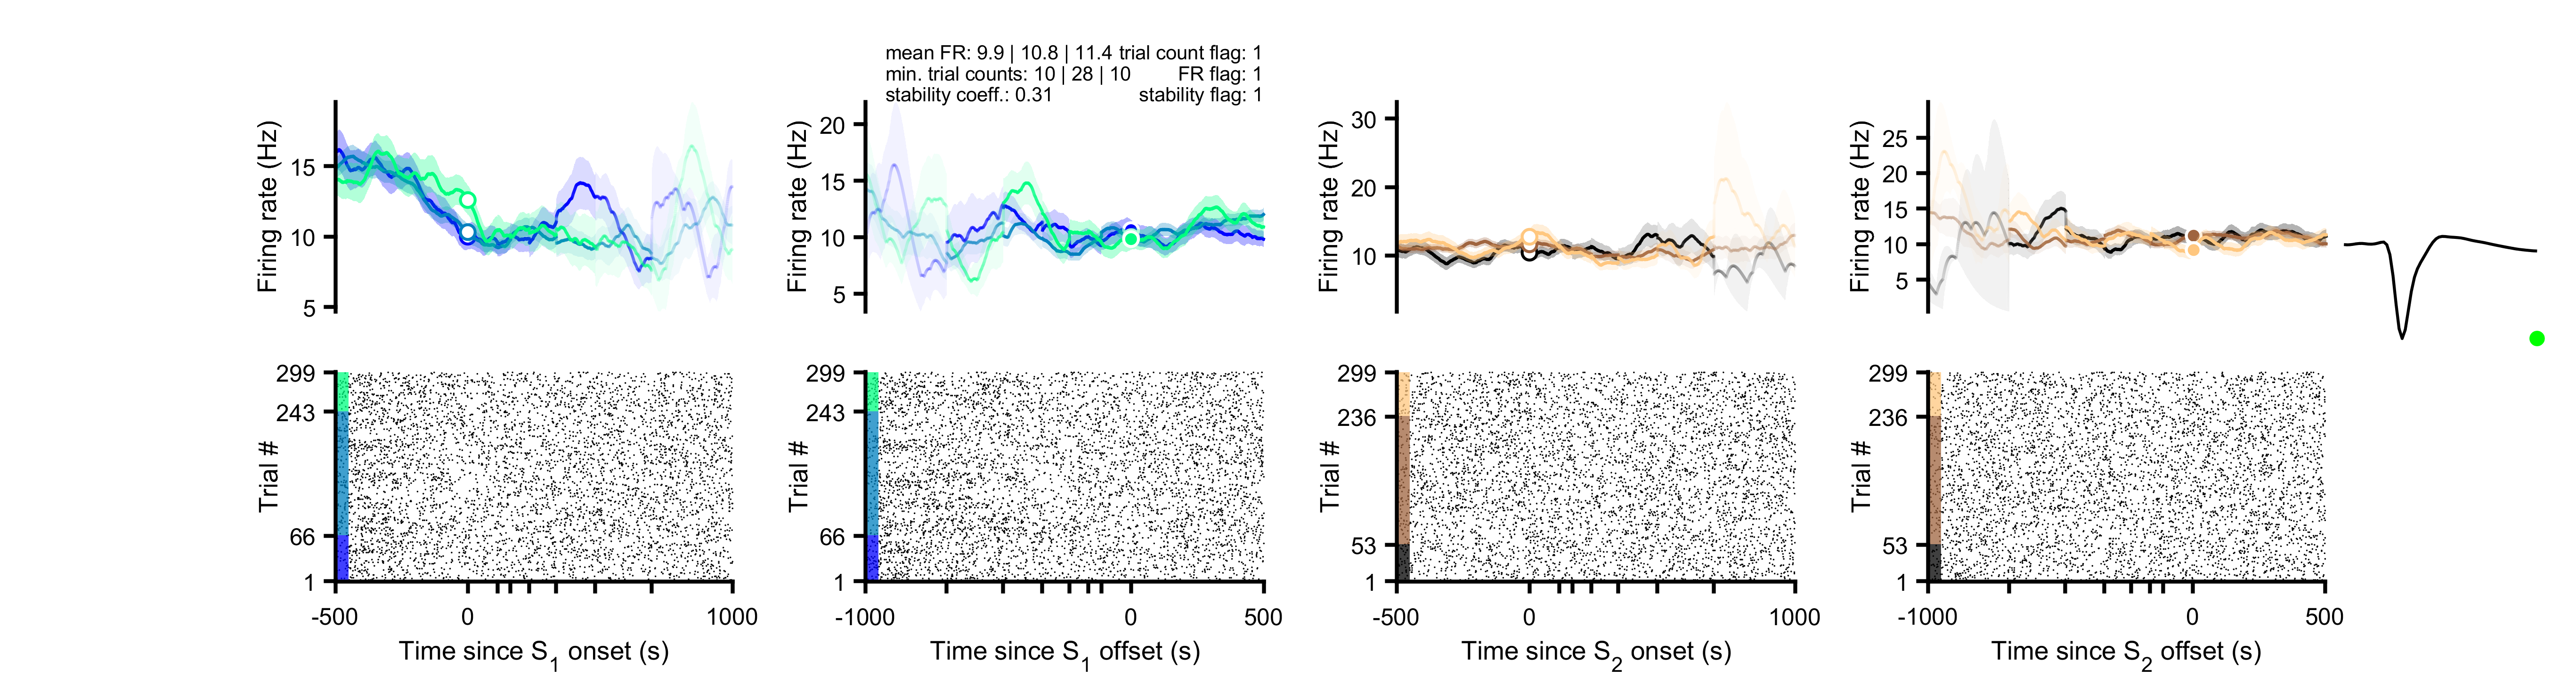 mean FR: 9.9 | 10.8 | 11.4 trial count flag: 1
min. trial counts: 10 | 28 | 10 FR flag: 1
stability coeff.: 0.31 stability flag: 1
Firing rate (Hz)
15
10
5
Firing rate (Hz)
20
15
10
5
Firing rate (Hz)
30
20
10
Firing rate (Hz)
25
20
15
10
5
Trial #
299
243
66
1
-500 0 1000
Time since S1 onset (s)
Trial #
299
243
66
1
-1000 0 500
Time since S1 offset (s)
Trial #
299
236
53
1
-500 0 1000
Time since S2 onset (s)
Trial #
299
236
53
1
-1000 0 500
Time since S2 offset (s)